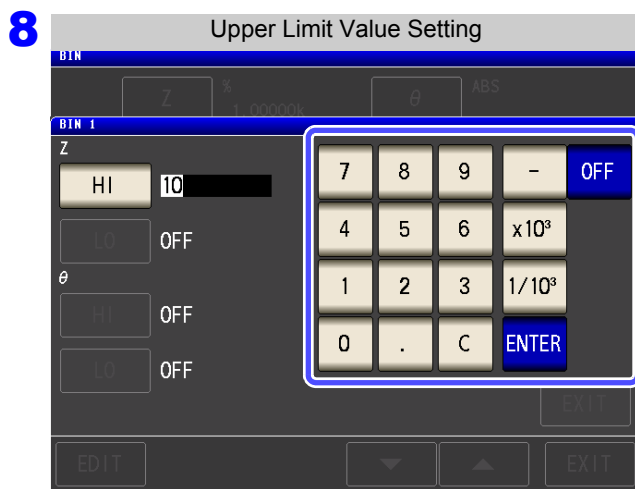 8
Upper Limit Value Setting
BIN
Z % 1.00000k θ ABS
BIN 1
Z
HI 10
LO OFF
θ
HI OFF
LO OFF
7 8 9 - OFF
4 5 6 x10³
1 2 3 1/10³
0 . C ENTER
EXIT
EDIT EXIT